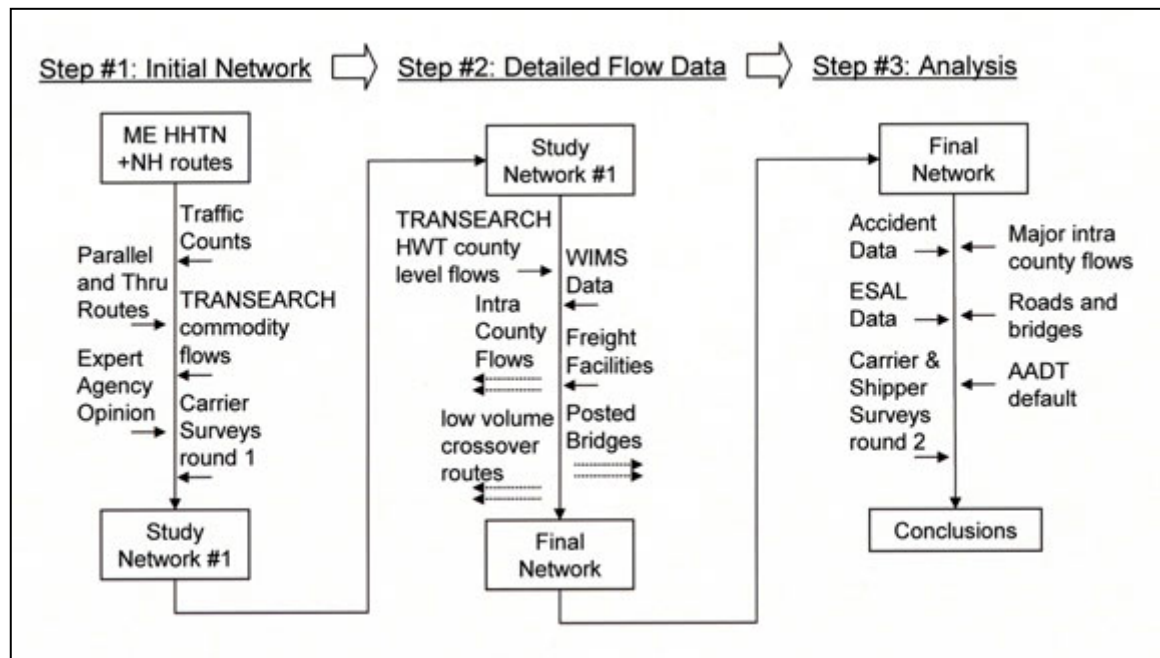 Step #1: Initial Network
Step #2: Detailed Flow Data
Step #3: Analysis
ME HHTN
+NH routes
Traffic
Counts
Parallel
and Thru
Routes
TRANSEARCH
commodity
flows
Expert
Agency
Opinion
Carrier
Surveys
round 1
Study
Network #1
Study
Network #1
TRANSEARCH
HWT county
level flows
WIMS
Data
Intra
County
Flows
Freight
Facilities
low volume
crossover
routes
Posted
Bridges
Final
Network
Final
Network
Accident
Data
Major intra
county flows
ESAL
Data
Roads and
bridges
Carrier &
Shipper
Surveys
round 2
AADT
default
Conclusions